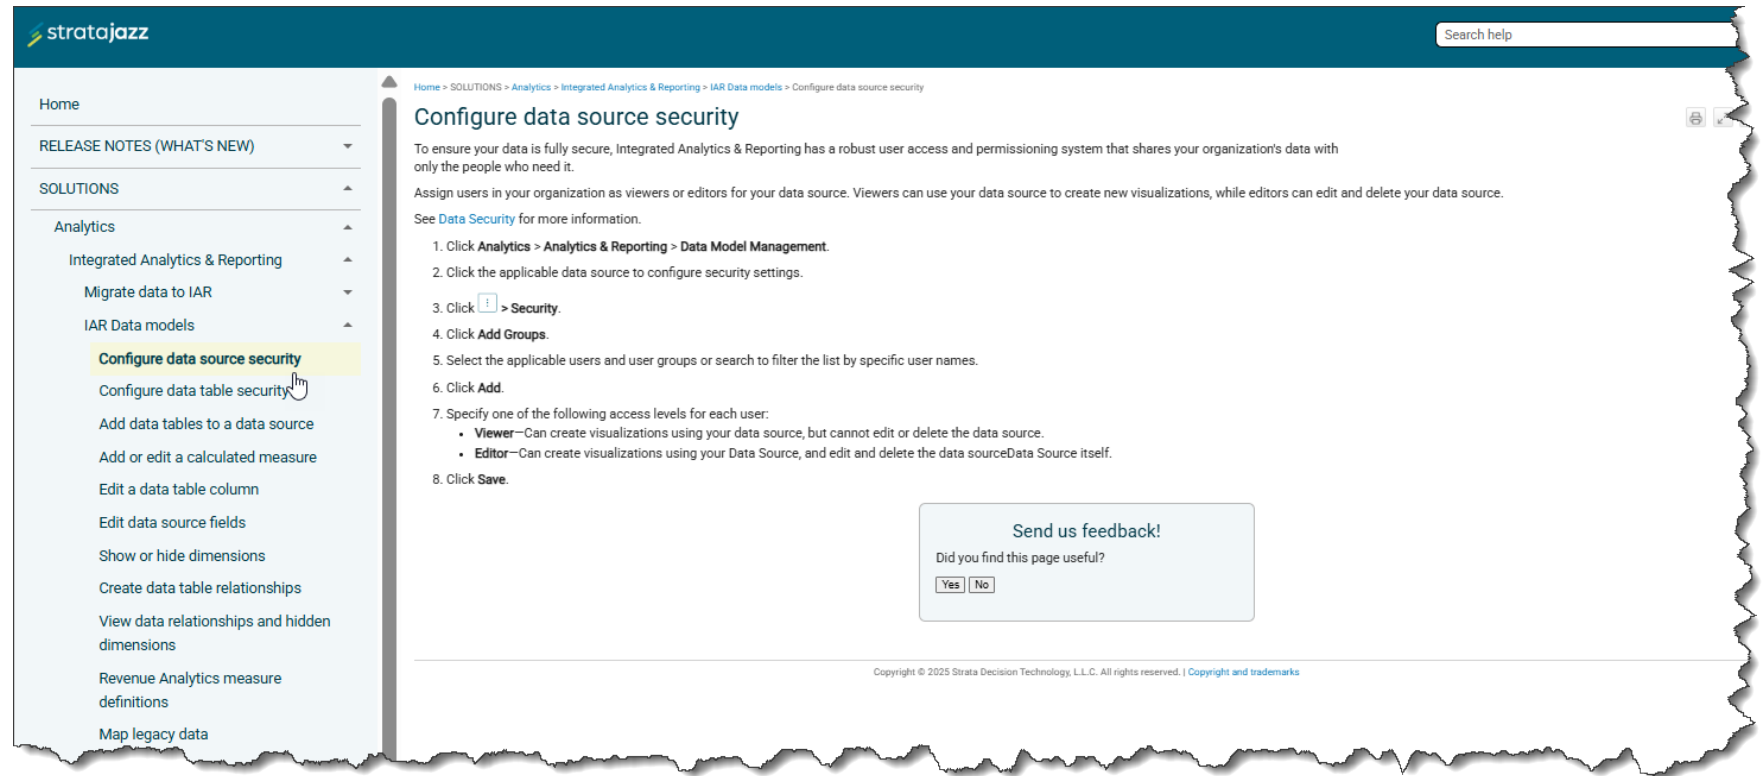 stratajazz
Search help
Home
RELEASE NOTES (WHAT'S NEW)
SOLUTIONS
Analytics
Integrated Analytics & Reporting
Migrate data to IAR
IAR Data models
Configure data source security
Configure data table security
Add data tables to a data source
Add or edit a calculated measure
Edit a data table column
Edit data source fields
Show or hide dimensions
Create data table relationships
View data relationships and hidden
dimensions
Revenue Analytics measure
definitions
Map legacy data
Home > SOLUTIONS > Analytics > Integrated Analytics & Reporting > IAR Data models > Configure data source security
Configure data source security
To ensure your data is fully secure, Integrated Analytics & Reporting has a robust user access and permissioning system that shares your organization's data with
only the people who need it.
Assign users in your organization as viewers or editors for your data source. Viewers can use your data source to create new visualizations, while editors can edit and delete your data source.
See Data Security for more information.
1. Click Analytics > Analytics & Reporting > Data Model Management.
2. Click the applicable data source to configure security settings.
3. Click > Security.
4. Click Add Groups.
5. Select the applicable users and user groups or search to filter the list by specific user names.
6. Click Add.
7. Specify one of the following access levels for each user:
• Viewer—Can create visualizations using your data source, but cannot edit or delete the data source.
• Editor—Can create visualizations using your Data Source, and edit and delete the data sourceData Source itself.
8. Click Save.
Send us feedback!
Did you find this page useful?
Yes No
Copyright © 2025 Strata Decision Technology, L.L.C. All rights reserved. | Copyright and trademarks